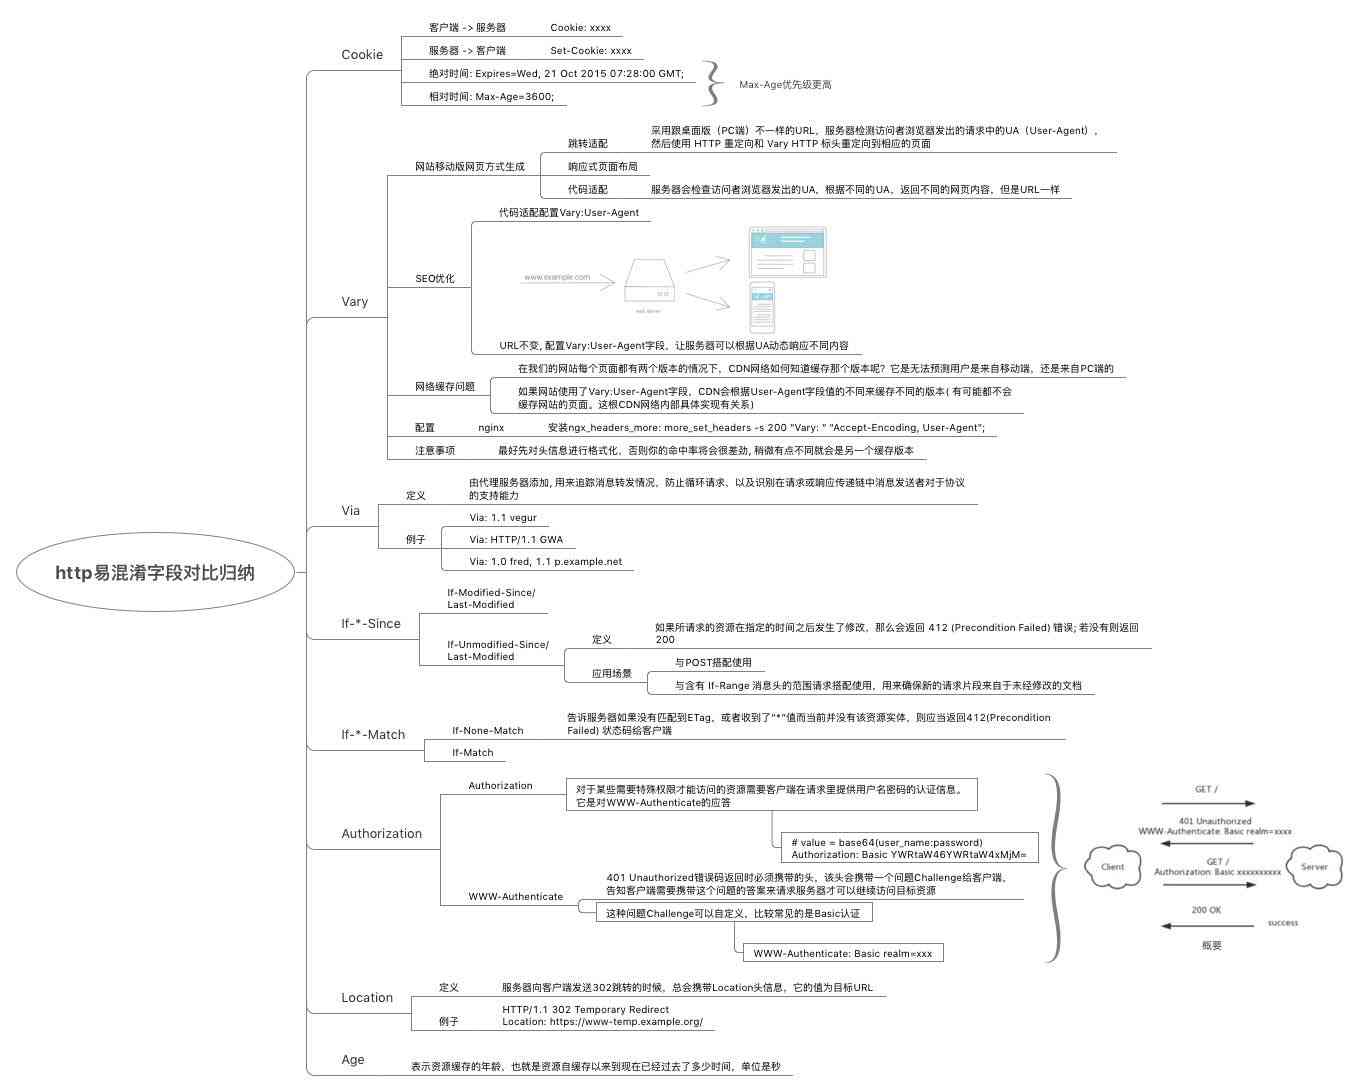 http易混淆字段对比归纳
Cookie
客户端 -> 服务器
Cookie: xxxx
服务器 -> 客户端
Set-Cookie: xxxx
绝对时间: Expires=Wed, 21 Oct 2015 07:28:00 GMT;
相对时间: Max-Age=3600;
Max-Age优先级更高
Vary
网站移动版网页方式生成
跳转适配
采用跟桌面版（PC端）不一样的URL，服务器检测访问者浏览器发出的请求中的UA（User-Agent），
然后使用 HTTP 重定向和 Vary HTTP 标头重定向到相应的页面
响应式页面布局
代码适配
服务器会检查访问者浏览器发出的UA，根据不同的UA，返回不同的网页内容，但是URL一样
SEO优化
代码适配配置Vary:User-Agent
www.example.com
web server
URL不变, 配置Vary:User-Agent字段，让服务器可以根据UA动态响应不同内容
网络缓存问题
在我们的网站每个页面都有两个版本的情况下，CDN网络如何知道缓存那个版本呢？它是无法预测用户是来自移动端，还是来自PC端的
如果网站使用了Vary:User-Agent字段，CDN会根据User-Agent字段值的不同来缓存不同的版本( 有可能都不会
缓存网站的页面。这根CDN网络内部具体实现有关系)
配置
nginx
安装ngx_headers_more: more_set_headers -s 200 "Vary: " "Accept-Encoding, User-Agent";
注意事项
最好先对头信息进行格式化，否则你的命中率将会很差劲, 稍微有点不同就会是另一个缓存版本
Via
定义
由代理服务器添加, 用来追踪消息转发情况、防止循环请求、以及识别在请求或响应传递链中消息发送者对于协议
的支持能力
例子
Via: 1.1 vegur
Via: HTTP/1.1 GWA
Via: 1.0 fred, 1.1 p.example.net
If-*-Since
If-Modified-Since/
Last-Modified
If-Unmodified-Since/
Last-Modified
定义
如果所请求的资源在指定的时间之后发生了修改，那么会返回 412 (Precondition Failed) 错误; 若没有则返回
200
应用场景
与POST搭配使用
与含有 If-Range 消息头的范围请求搭配使用，用来确保新的请求片段来自于未经修改的文档
If-*-Match
If-None-Match
告诉服务器如果没有匹配到ETag，或者收到了"*"值而当前并没有该资源实体，则应当返回412(Precondition
Failed) 状态码给客户端
If-Match
Authorization
Authorization
对于某些需要特殊权限才能访问的资源需要客户端在请求里提供用户名密码的认证信息。
它是对WWW-Authenticate的应答
# value = base64(user_name:password)
Authorization: Basic YWRtaW46YWRtaW4xMjM=
WWW-Authenticate
401 Unauthorized错误码返回时必须携带的头，该头会携带一个问题Challenge给客户端，
告知客户端需要携带这个问题的答案来请求服务器才可以继续访问目标资源
这种问题Challenge可以自定义，比较常见的是Basic认证
WWW-Authenticate: Basic realm=xxx
GET /
401 Unauthorized
WWW-Authenticate: Basic realm=xxxx
Client
GET /
Authorization: Basic xxxxxxxxxx
Server
200 OK
success
概要
Location
定义
服务器向客户端发送302跳转的时候，总会携带Location头信息，它的值为目标URL
例子
HTTP/1.1 302 Temporary Redirect
Location: https://www-temp.example.org/
Age
表示资源缓存的年龄，也就是资源自缓存以来到现在已经过去了多少时间，单位是秒